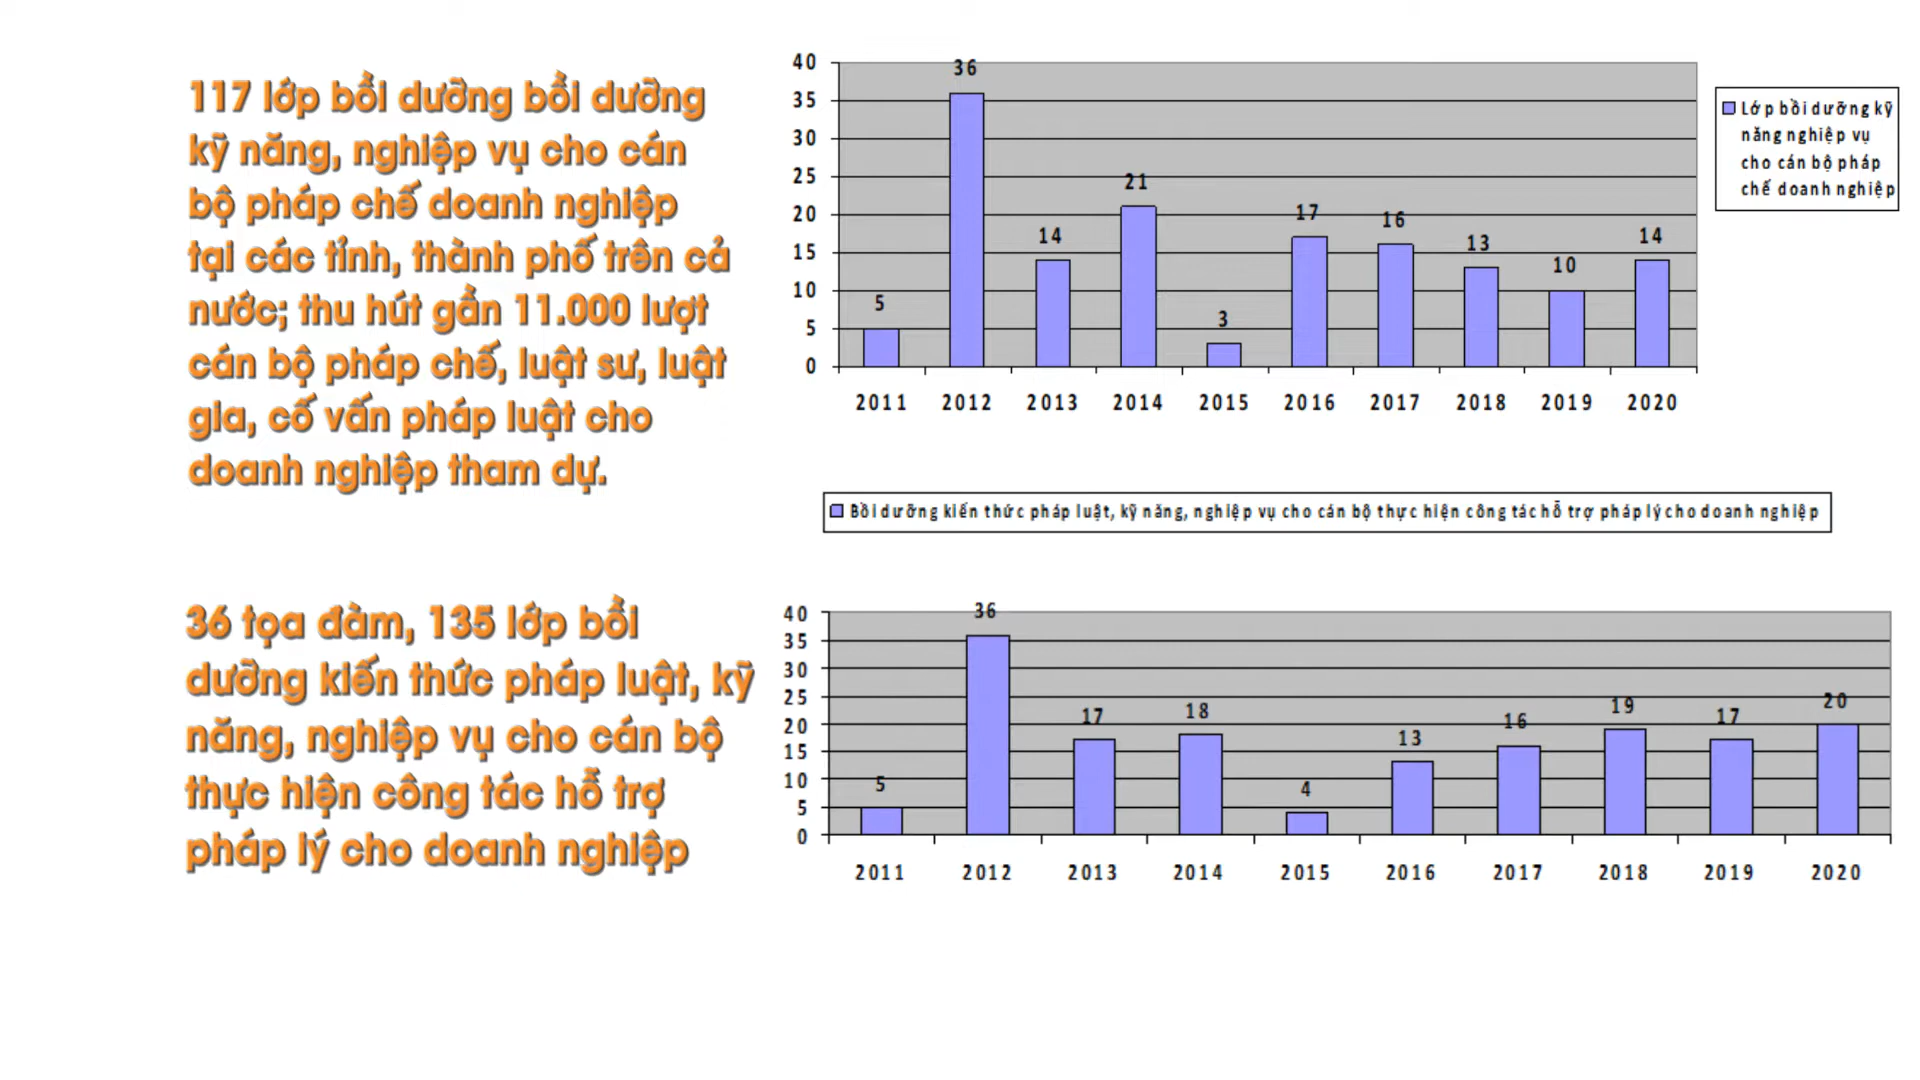 117 lớp bồi dưỡng bồi dưỡng
kỹ năng, nghiệp vụ cho cán
bộ pháp chế doanh nghiệp
tại các tỉnh, thành phố trên cả
nước; thu hút gần 11.000 lượt
cán bộ pháp chế, luật sư, luật
gia, cố vấn pháp luật cho
doanh nghiệp tham dự.
40
35
30
25
20
15
10
5
0
5 36 14 21 3 17 16 13 10 14
2011 2012 2013 2014 2015 2016 2017 2018 2019 2020
Lớp bồi dưỡng kỹ
năng nghiệp vụ
cho cán bộ pháp
chế doanh nghiệp
Bồi dưỡng kiến thức pháp luật, kỹ năng, nghiệp vụ cho cán bộ thực hiện công tác hỗ trợ pháp lý cho doanh nghiệp
36 tọa đàm, 135 lớp bồi
dưỡng kiến thức pháp luật, kỹ
năng, nghiệp vụ cho cán bộ
thực hiện công tác hỗ trợ
pháp lý cho doanh nghiệp
40
35
30
25
20
15
10
5
0
5 36 17 18 4 13 16 19 17 20
2011 2012 2013 2014 2015 2016 2017 2018 2019 2020